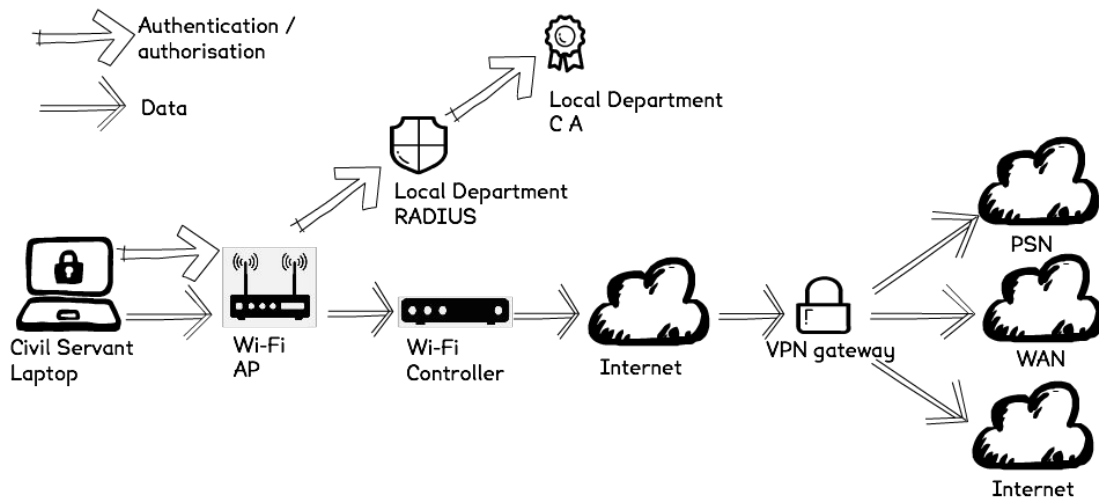 Authentication /
authorisation
Data
Local Department
C A
Local Department
RADIUS
Civil Servant
Laptop
Wi-Fi
AP
Wi-Fi
Controller
Internet
VPN gateway
PSN
WAN
Internet